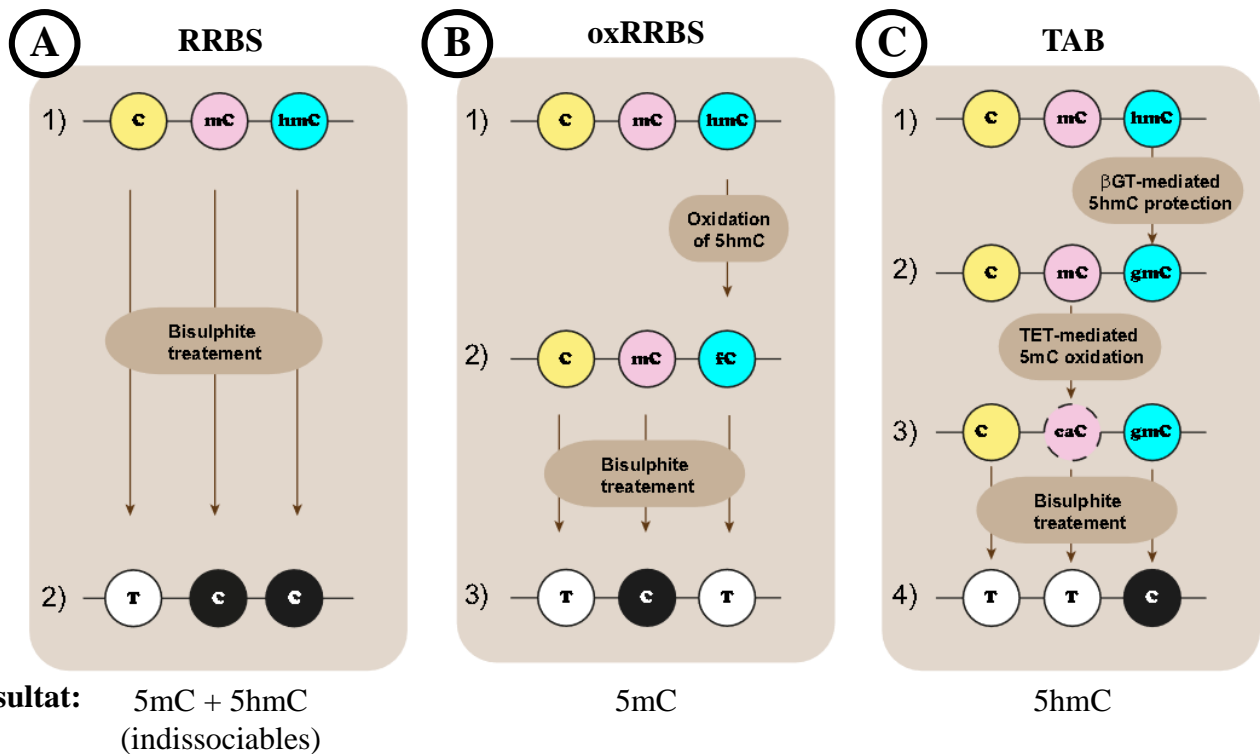 A
RRBS
1)
C mC hmC
Bisulphite
treatement
2)
T C C
B
oxRRBS
1)
C mC hmC
Oxidation
of 5hmC
2)
C mC fC
Bisulphite
treatement
3)
T C T
C
TAB
1)
C mC hmC
βGT-mediated
5hmC protection
2)
C mC gmC
TET-mediated
5mC oxidation
3)
C caC gmC
Bisulphite
treatement
4)
T T C
sultat:
5mC + 5hmC
(indissociables)
5mC
5hmC